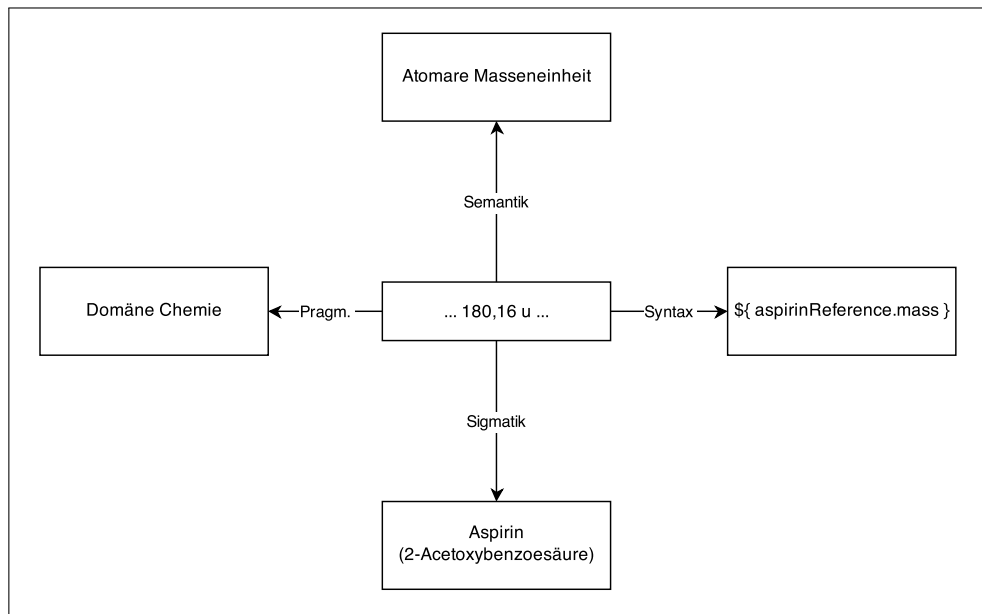 Atomare Masseneinheit
Semantik
Domäne Chemie
Pragm.
... 180,16 u ...
Syntax
${ aspirinReference.mass }
Sigmatik
Aspirin
(2-Acetoxybenzoesäure)